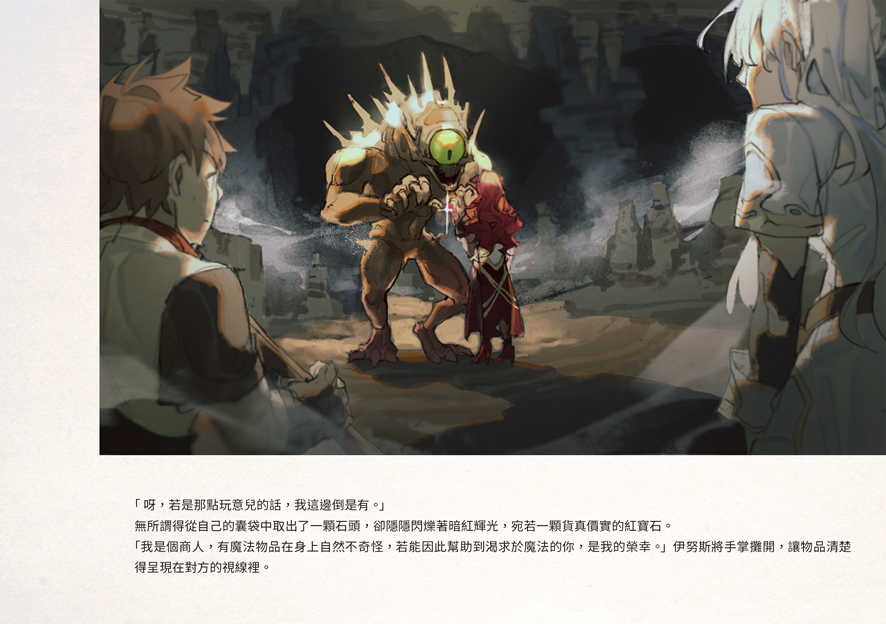 「呀，若是那點玩意兒的話，我這邊倒是有。」
無所謂得從自己的囊袋中取出了一顆石頭，卻隱隱閃爍著暗紅輝光，宛若一顆貨真價實的紅寶石。
「我是個商人，有魔法物品在身上自然不奇怪，若能因此幫助到渴求於魔法的你，是我的榮幸。」伊努斯將手掌攤開，讓物品清楚
得呈現在對方的視線裡。